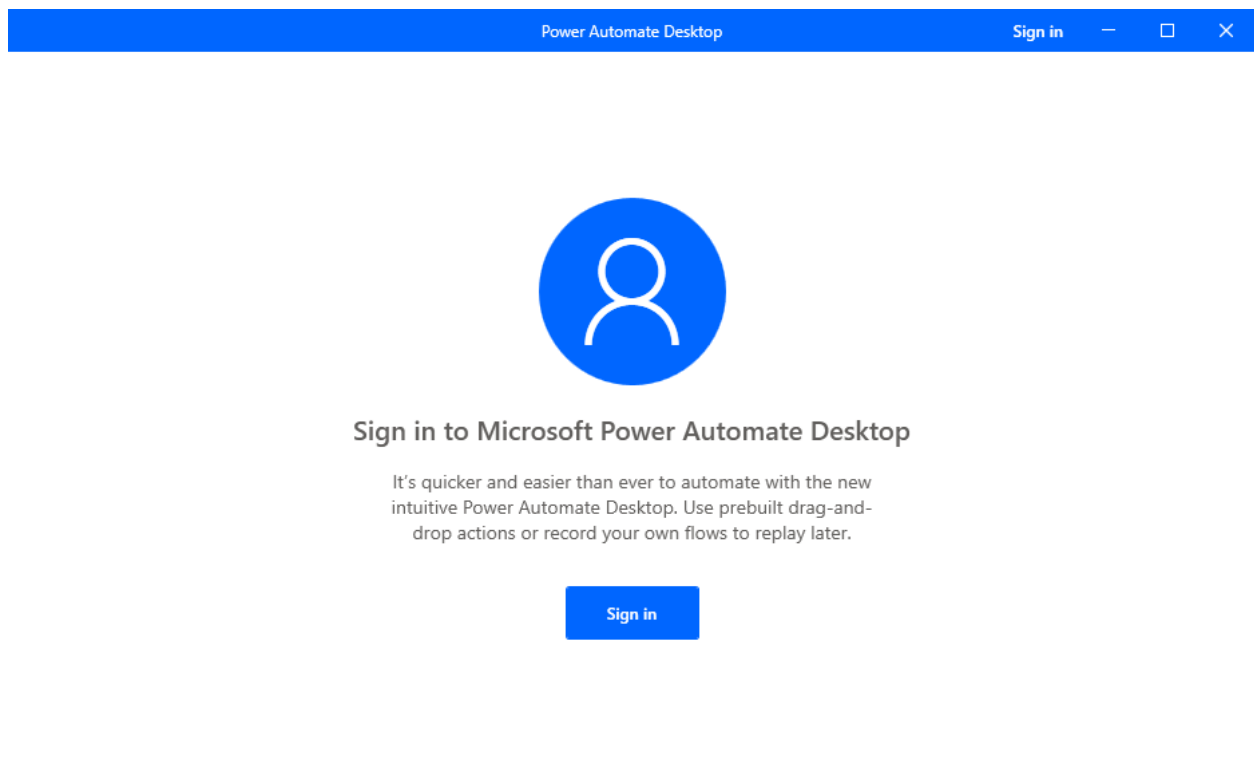 Power Automate Desktop
Sign in
Sign in to Microsoft Power Automate Desktop
It's quicker and easier than ever to automate with the new
intuitive Power Automate Desktop. Use prebuilt drag-and-
drop actions or record your own flows to replay later.
Sign in